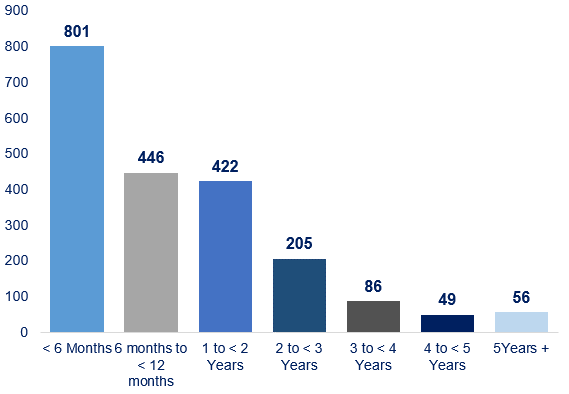 900
800
700
600
500
400
300
200
100
0
801
446
422
205
86
49
56
< 6 Months
6 months to
< 12
months
1 to < 2
Years
2 to < 3
Years
3 to < 4
Years
4 to < 5
Years
5Years +